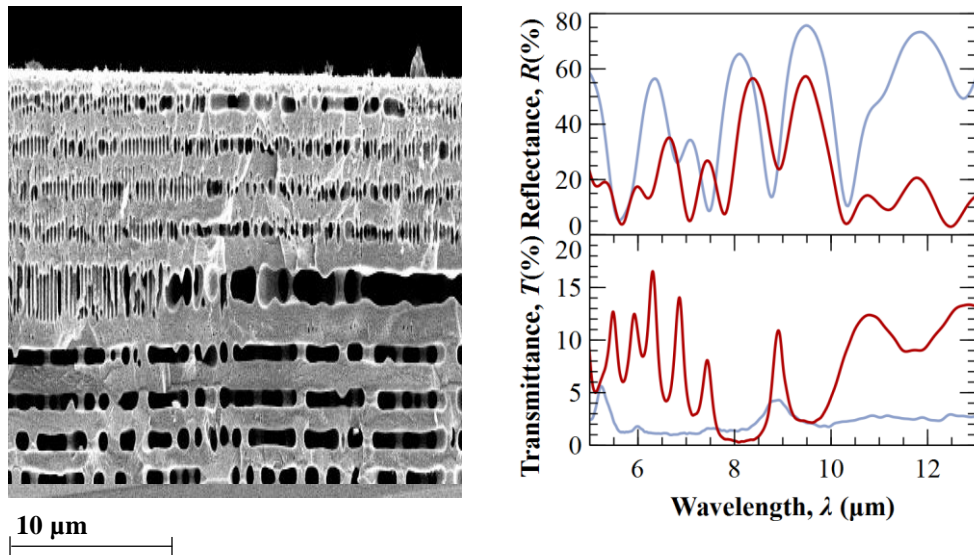 10 µm
80
60
40
20
0
Reflectance, R(%)
20
15
10
5
0
Transmittance, T(%)
6 8 10 12
Wavelength, λ (µm)